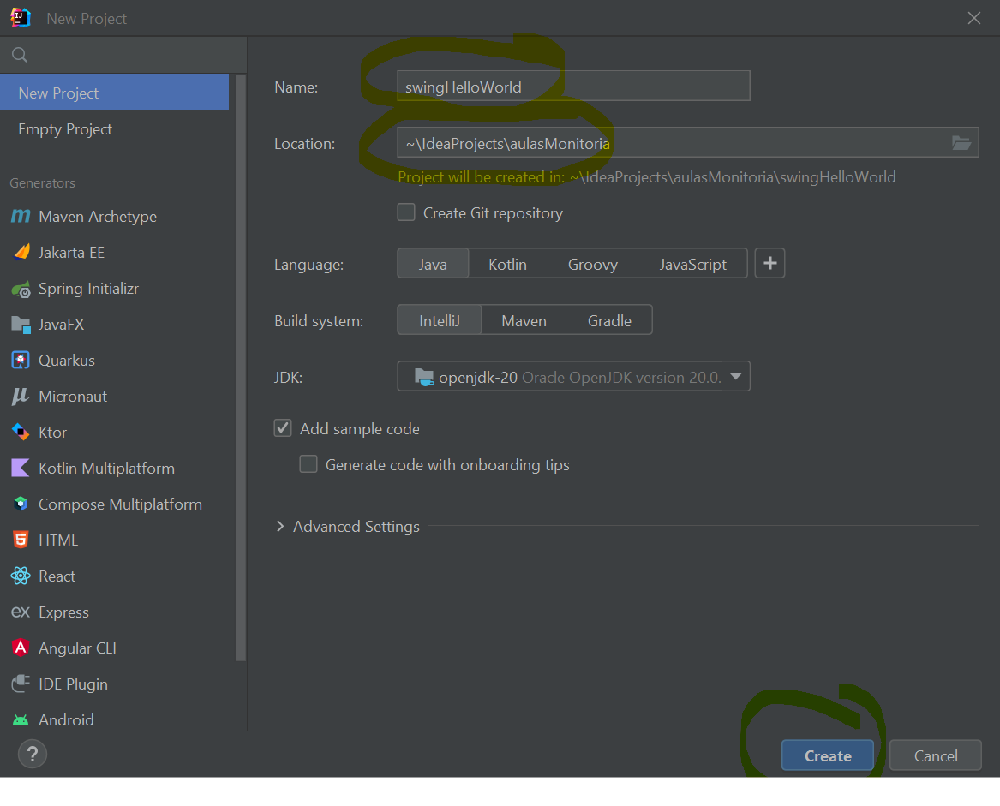 New Project
New Project
Empty Project
Generators
Maven Archetype
Jakarta EE
Spring Initializr
JavaFX
Quarkus
Micronaut
Ktor
Kotlin Multiplatform
Compose Multiplatform
HTML
React
ex Express
Angular CLI
IDE Plugin
Android
?
Name: swingHelloWorld
Location: ~\IdeaProjects\aulasMonitoria
Project will be created in: ~\IdeaProjects\aulasMonitoria\swingHelloWorld
Create Git repository
Language: Java Kotlin Groovy JavaScript +
Build system: IntelliJ Maven Gradle
JDK: openjdk-20 Oracle OpenJDK version 20.0.
Add sample code
Generate code with onboarding tips
Advanced Settings
Create Cancel